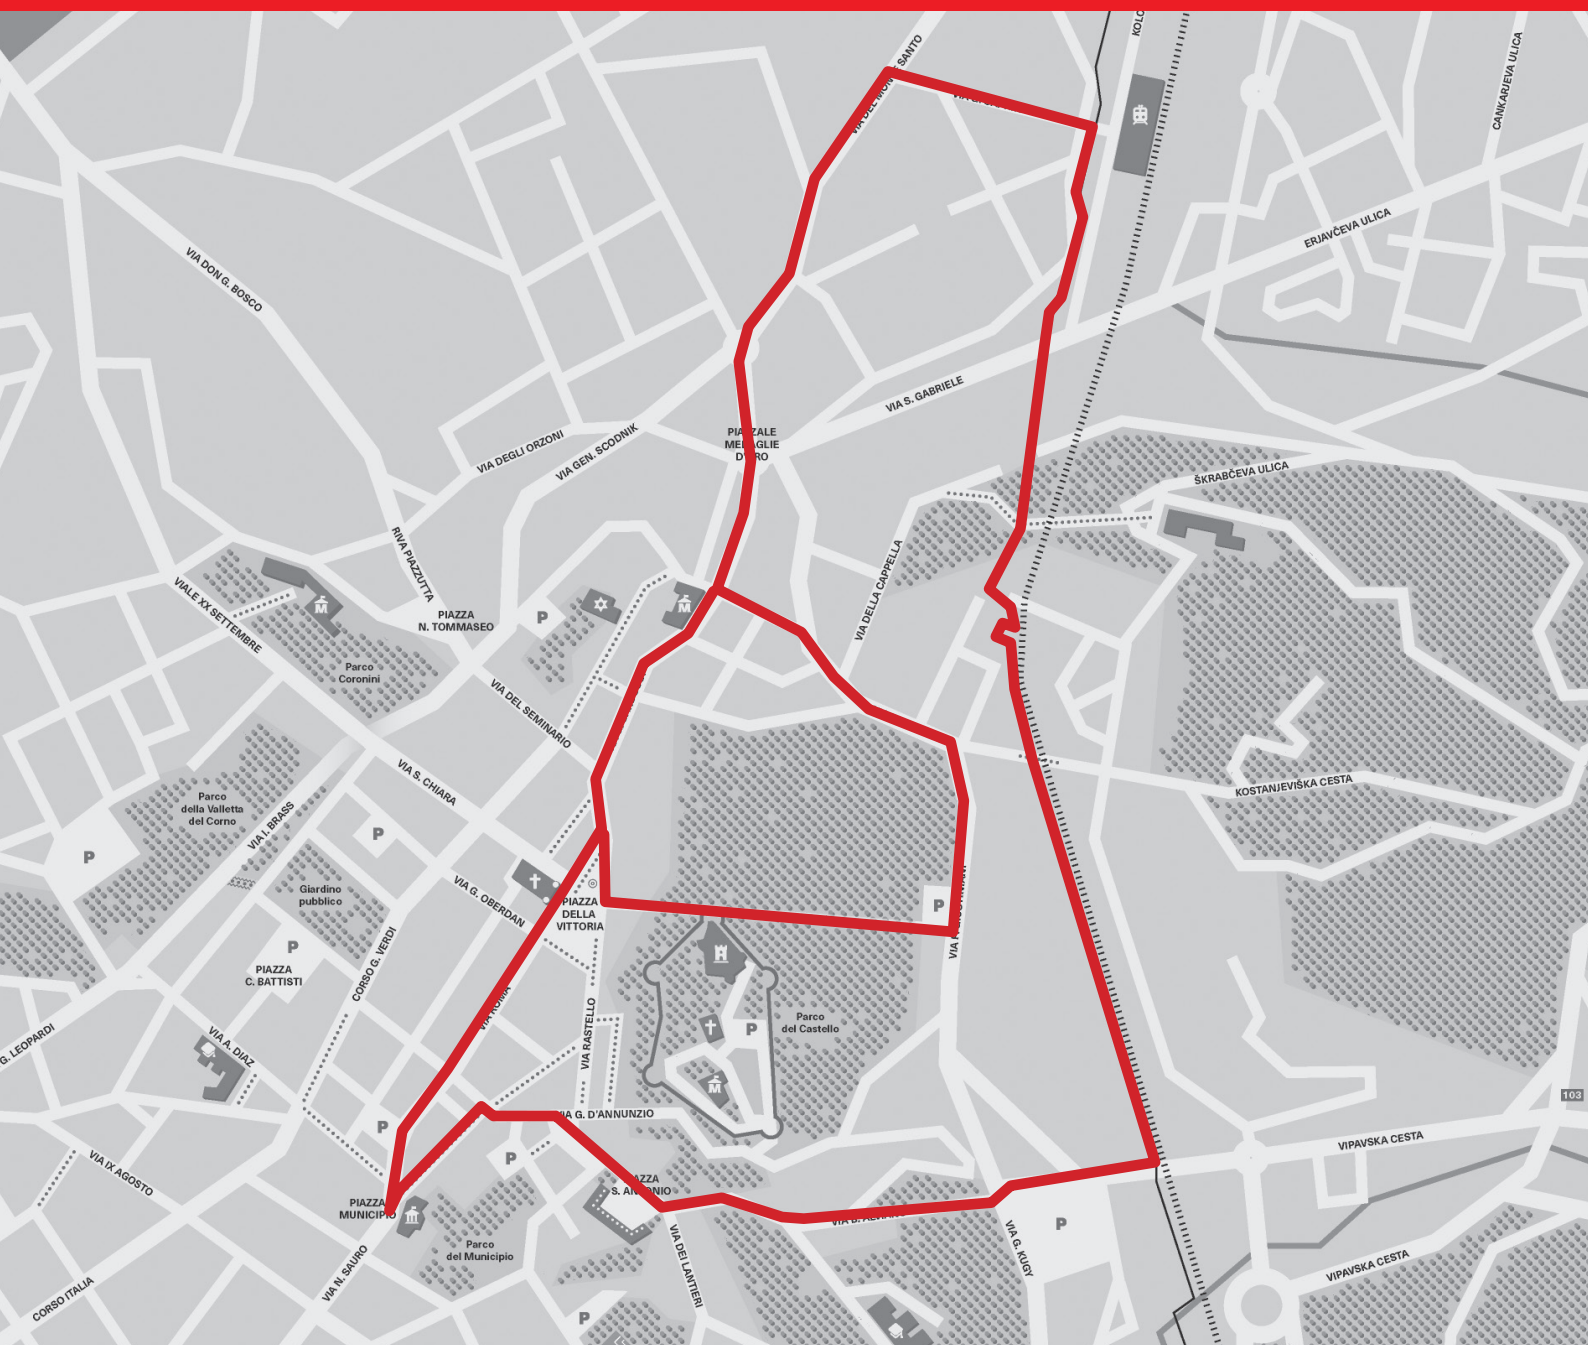 SANTO
KOLO
CANKARJEVA ULICA
ERJAVČEVA ULICA
VIA DON G. BOSCO
VIA S. GABRIELE
VIA DEGLI ORZONI
VIA GEN. SCODNIK
ŠKRABČEVA ULICA
RIVA PIAZZUTTA
VIA DELLA CAPPELLA
VIALE XX SETTEMBRE
PIAZZA
N. TOMMASEO
P
M
M
Parco
Coronini
VIA DEL SEMINARIO
VIA S. CHIARA
KOSTANJEVIŠKA CESTA
Parco
della Valletta
del Corno
VIA I. BRASS
P
P
Giardino
pubblico
VIA G. OBERDAN
PIAZZA
DELLA
VITTORIA
P
VIA
P
PIAZZA
C. BATTISTI
CORSO G. VERDI
VIA ROMA
VIA RASTELLO
Parco
del Castello
P
M
G. LEOPARDI
VIA A. DIAZ
103
P
VIA G. D'ANNUNZIO
VIPAVSKA CESTA
VIA IX AGOSTO
P
S.
PIAZZA
MUNICIPIO
Parco
del Municipio
VIA N. SAURO
CORSO ITALIA
VIA DEI LANTIERI
VIA G. KUGY
P
P
VIPAVSKA CESTA